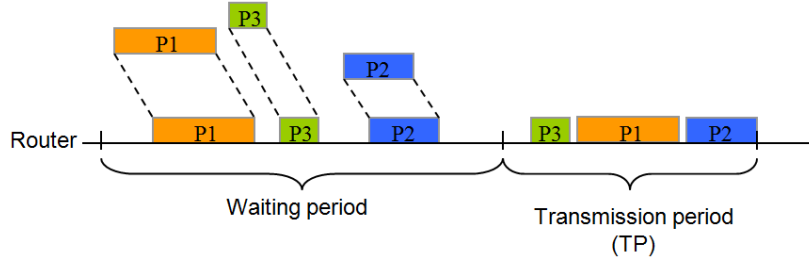 P3
P1
P2
Router
P1
P3
P2
P3
P1
P2
Waiting period
Transmission period
(TP)